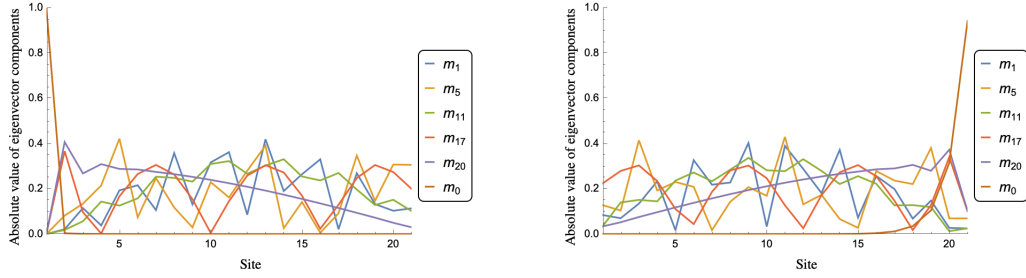 Absolute value of eigenvector components
1.0
0.8
0.6
0.4
0.2
0.0
5
10
15
20
Site
m₁
m₅
m₁₁
m₁₇
m₂₀
m₀
Absolute value of eigenvector components
1.0
0.8
0.6
0.4
0.2
0.0
5
10
15
20
Site
m₁
m₅
m₁₁
m₁₇
m₂₀
m₀